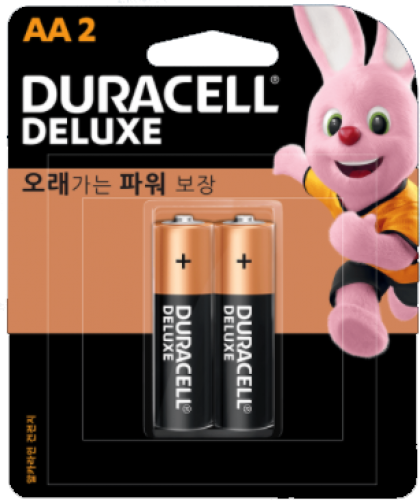 AA 2
DURACELL®
DELUXE
오래가는 파워 보장
+
+
DURACELL®
DELUXE
DURACELL®
DELUXE